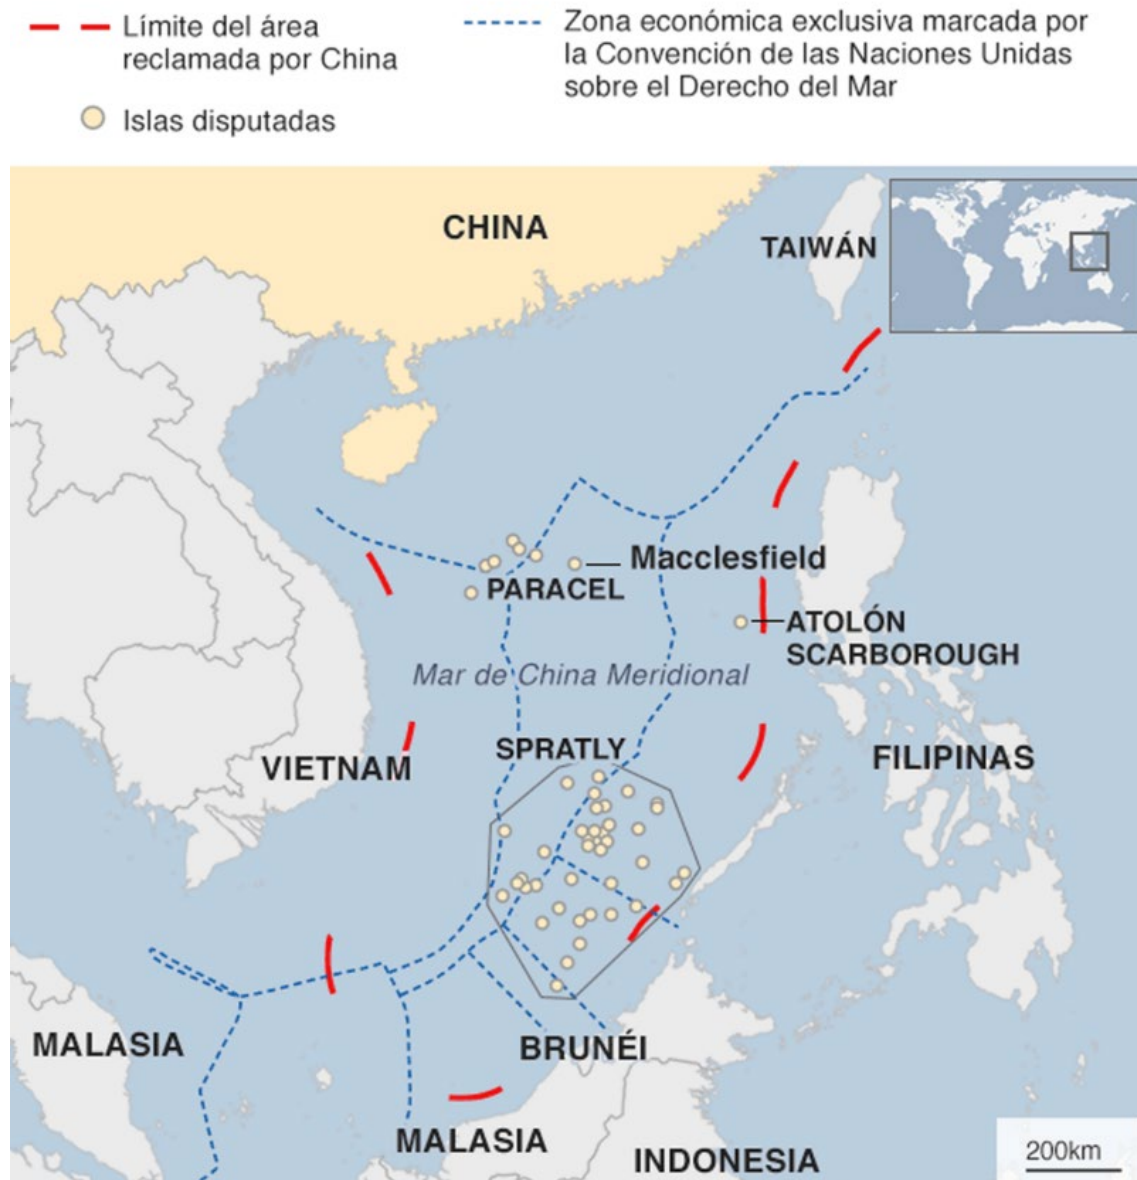 Límite del área
reclamada por China
Islas disputadas
Zona económica exclusiva marcada por
la Convención de las Naciones Unidas
sobre el Derecho del Mar
CHINA
TAIWÁN
Macclesfield
PARACEL
ATOLÓN
SCARBOROUGH
Mar de China Meridional
SPRATLY
VIETNAM
FILIPINAS
MALASIA
BRUNÉI
MALASIA
INDONESIA
200km